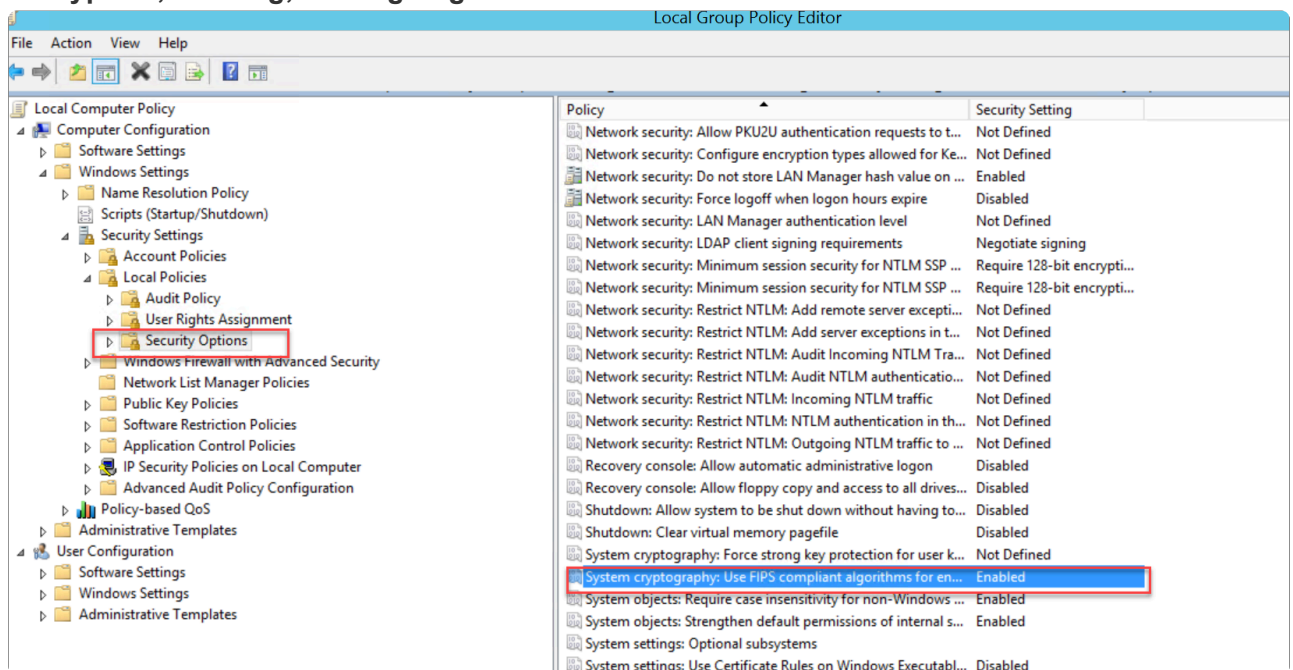 Local Group Policy Editor
File Action View Help
Local Computer Policy
Computer Configuration
Software Settings
Windows Settings
Name Resolution Policy
Scripts (Startup/Shutdown)
Security Settings
Account Policies
Local Policies
Audit Policy
User Rights Assignment
Security Options
Windows Firewall with Advanced Security
Network List Manager Policies
Public Key Policies
Software Restriction Policies
Application Control Policies
IP Security Policies on Local Computer
Advanced Audit Policy Configuration
Policy-based QoS
Administrative Templates
User Configuration
Software Settings
Windows Settings
Administrative Templates
Policy Security Setting
Network security: Allow PKU2U authentication requests to t... Not Defined
Network security: Configure encryption types allowed for Ke... Not Defined
Network security: Do not store LAN Manager hash value on ... Enabled
Network security: Force logoff when logon hours expire Disabled
Network security: LAN Manager authentication level Not Defined
Network security: LDAP client signing requirements Negotiate signing
Network security: Minimum session security for NTLM SSP ... Require 128-bit encrypti...
Network security: Minimum session security for NTLM SSP ... Require 128-bit encrypti...
Network security: Restrict NTLM: Add remote server excepti... Not Defined
Network security: Restrict NTLM: Add server exceptions in t... Not Defined
Network security: Restrict NTLM: Audit Incoming NTLM Tra... Not Defined
Network security: Restrict NTLM: Audit NTLM authenticatio... Not Defined
Network security: Restrict NTLM: Incoming NTLM traffic Not Defined
Network security: Restrict NTLM: NTLM authentication in th... Not Defined
Network security: Restrict NTLM: Outgoing NTLM traffic to ... Not Defined
Recovery console: Allow automatic administrative logon Disabled
Recovery console: Allow floppy copy and access to all drives... Disabled
Shutdown: Allow system to be shut down without having to... Disabled
Shutdown: Clear virtual memory pagefile Disabled
System cryptography: Force strong key protection for user k... Not Defined
System cryptography: Use FIPS compliant algorithms for en... Enabled
System objects: Require case insensitivity for non-Windows ... Enabled
System objects: Strengthen default permissions of internal s... Enabled
System settings: Optional subsystems
System settings: Use Certificate Rules on Windows Executabl... Disabled